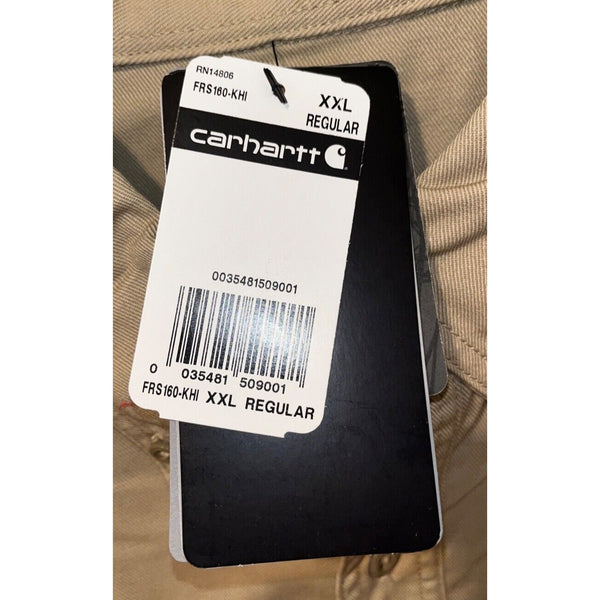 RN14806
FRS160-KHI
XXL
REGULAR
carhartt
0035481509001
0 035481 509001
FRS160-KHI XXL REGULAR